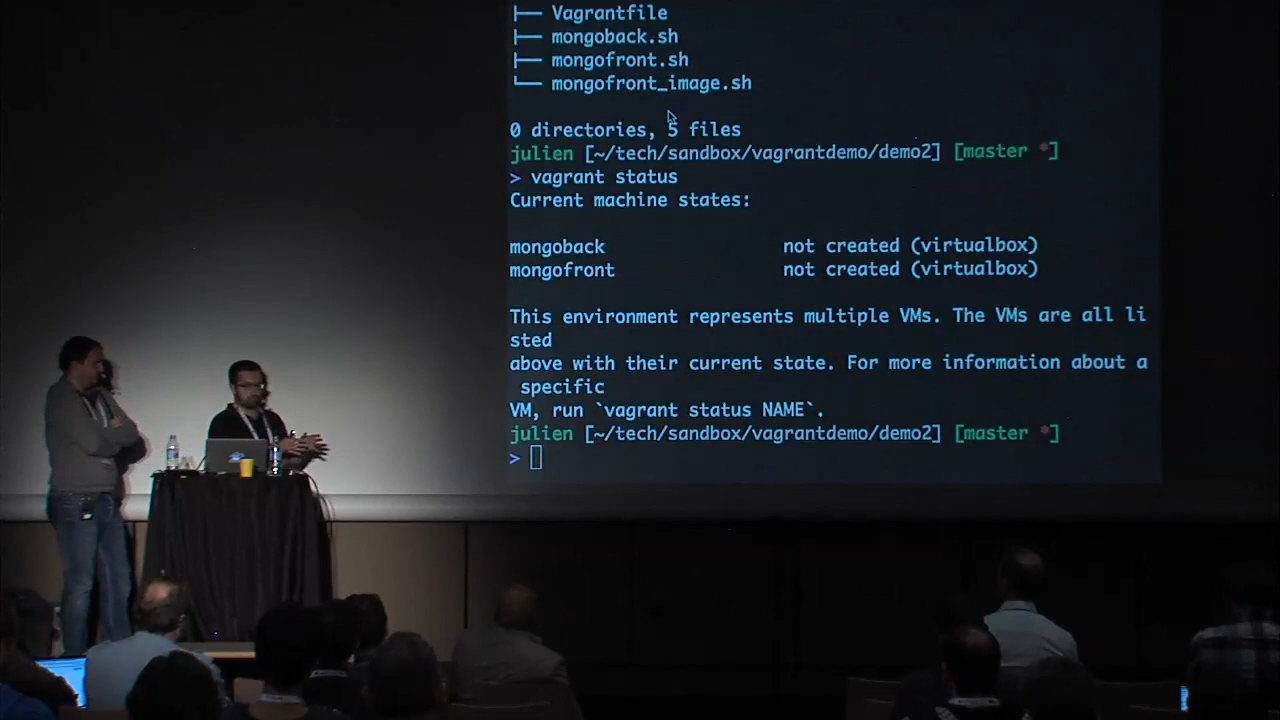 ├── Vagrantfile
├── mongoback.sh
├── mongofront.sh
└── mongofront_image.sh
0 directories, 5 files
julien [~/tech/sandbox/vagrantdemo/demo2] [master *]
> vagrant status
Current machine states:
mongoback not created (virtualbox)
mongofront not created (virtualbox)
This environment represents multiple VMs. The VMs are all li
sted
above with their current state. For more information about a
specific
VM, run `vagrant status NAME`.
julien [~/tech/sandbox/vagrantdemo/demo2] [master *]
>